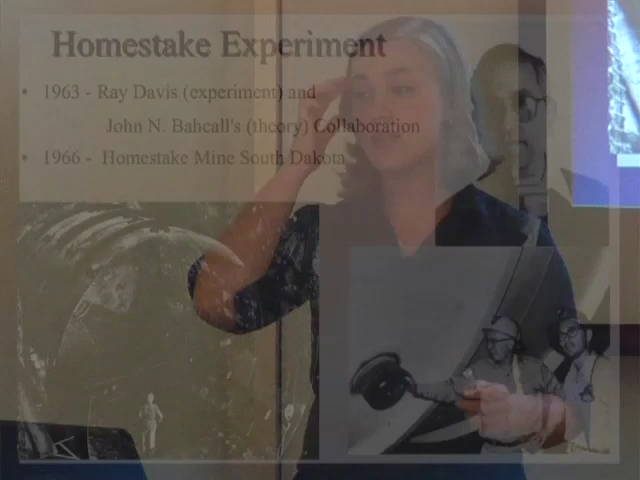 Homestake Experiment
• 1963 - Ray Davis (experiment) and
John N. Bahcall's (theory) Collaboration
• 1966 - Homestake Mine South Dakota